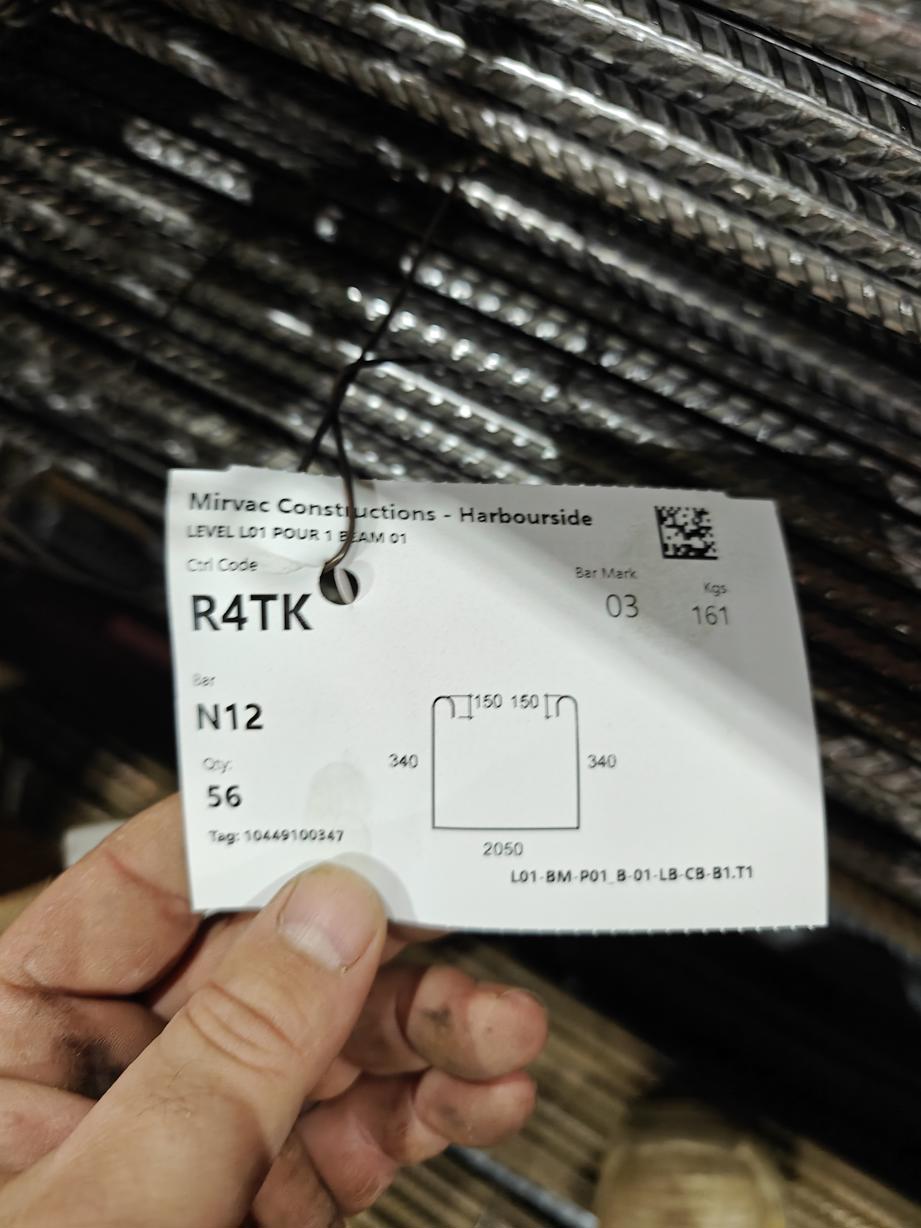 Mirvac Constructions - Harbourside
LEVEL L01 POUR 1 BEAM 01
Ctrl Code
R4TK
Bar Mark
03
Kgs
161
Bar
N12
Qty:
56
Tag: 10449100347
150 150
340
340
2050
L01-BM-P01_B-01-LB-CB-B1.T1